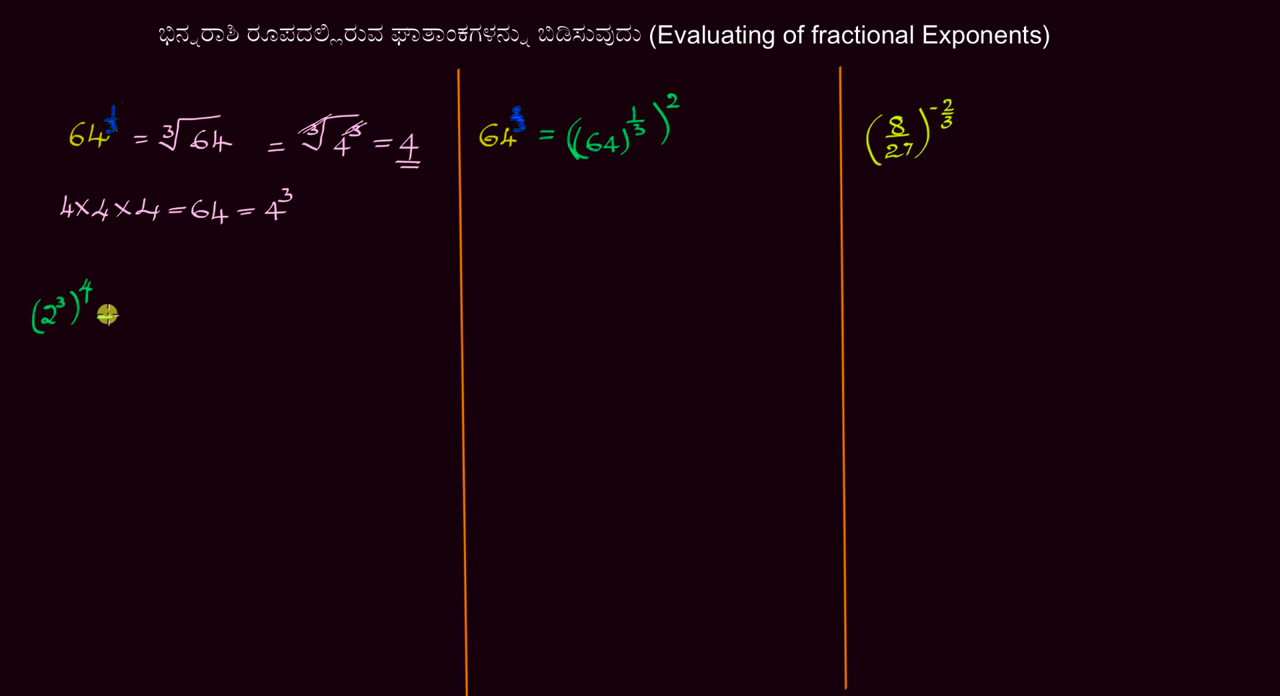 ಭಿನ್ನರಾಶಿ ರೂಪದಲ್ಲಿರುವ ಘಾತಾಂಕಗಳನ್ನು ಬಿಡಿಸುವುದು (Evaluating of fractional Exponents)
64^(1/3) = ∛64 = ∛4³ = 4
4×4×4=64=4³
(2³)⁴ =
64^(2/3) = ((64)^(1/3))²
(8/27)^(-2/3)